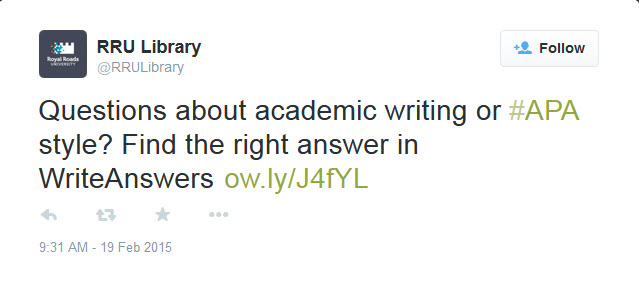 RRU Library
@RRULibrary
Royal Roads
UNIVERSITY
Follow
Questions about academic writing or #APA
style? Find the right answer in
WriteAnswers ow.ly/J4fYL
9:31 AM - 19 Feb 2015